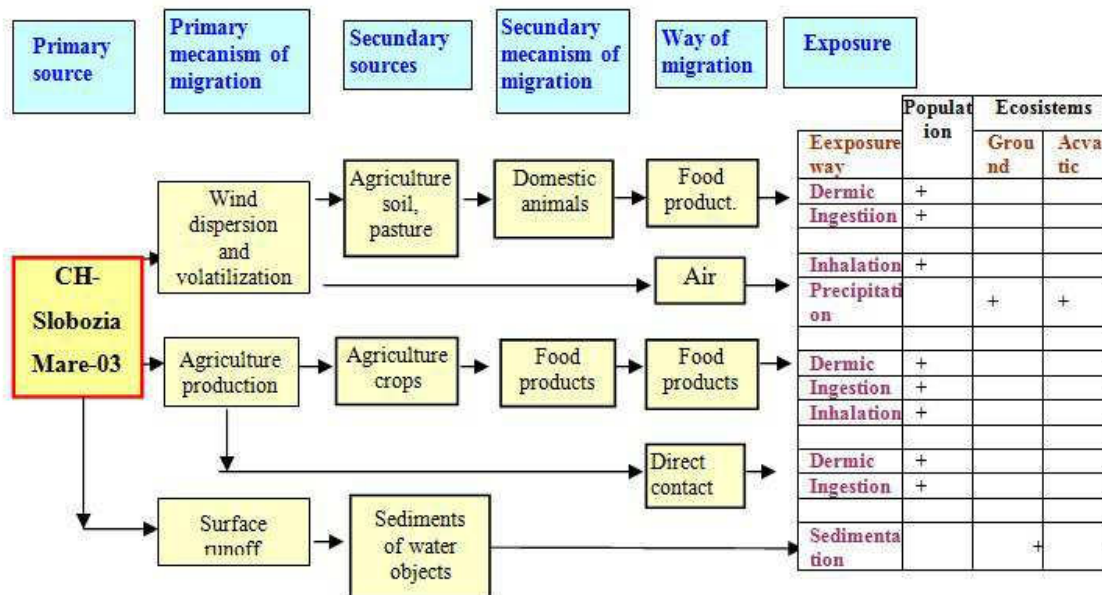 Primary
source
Primary
mecanism of
migration
Secundary
sources
Secundary
mecanism of
migration
Way of
migration
Exposure
Populat
ion
Ecosistems
Eexposure
way
Grou
nd
Acva
tic
CH-
Slobozia
Mare-03
Wind
dispersion
and
volatilization
Agriculture
soil,
pasture
Domestic
animals
Food
product.
Dermic +
Ingestiion +
Air
Inhalation +
Precipitati
on + +
Agriculture
production
Agriculture
crops
Food
products
Food
products
Dermic +
Ingestion +
Inhalation +
Direct
contact
Dermic +
Ingestion +
Surface
runoff
Sediments
of water
objects
Sedimenta
tion +